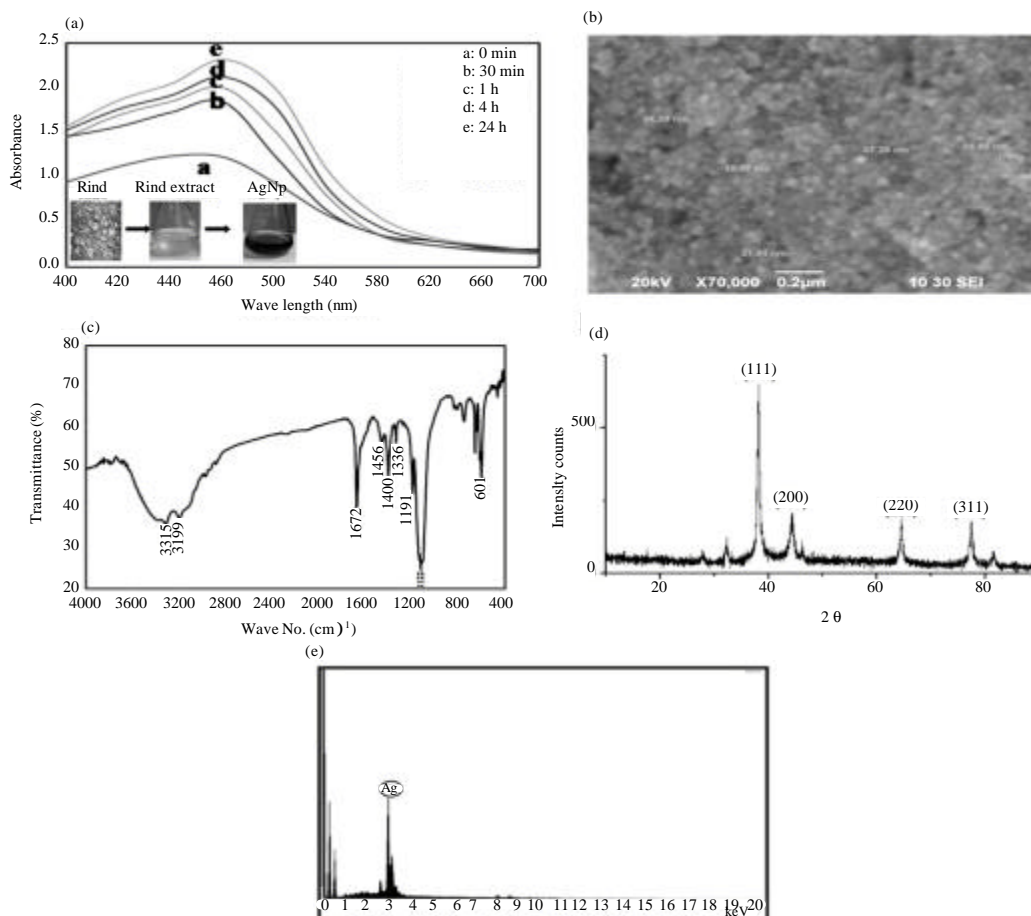 (a)
2.5
2.0
1.5
1.0
0.5
0.0
Absorbance
e
d
c
b
a
a: 0 min
b: 30 min
c: 1 h
d: 4 h
e: 24 h
Rind
Rind extract
AgNp
400 420 440 460 500 540 580 620 660 700
Wave length (nm)
(b)
20kV X70,000 0.2µm 10 30 SEI
(c)
80
70
60
50
40
30
20
Transmittance (%)
3315
3199
1672
1456
1400
1336
1191
601
4000 3600 3200 2400 2000 1600 1200 800 400
Wave No. (cm)¹
(d)
Intenslty counts
500
0
(111)
(200)
(220)
(311)
20 40 60 80
2 θ
(e)
Ag
0 1 2 3 4 5 6 7 8 9 10 11 12 13 14 15 16 17 18 19 20
keV